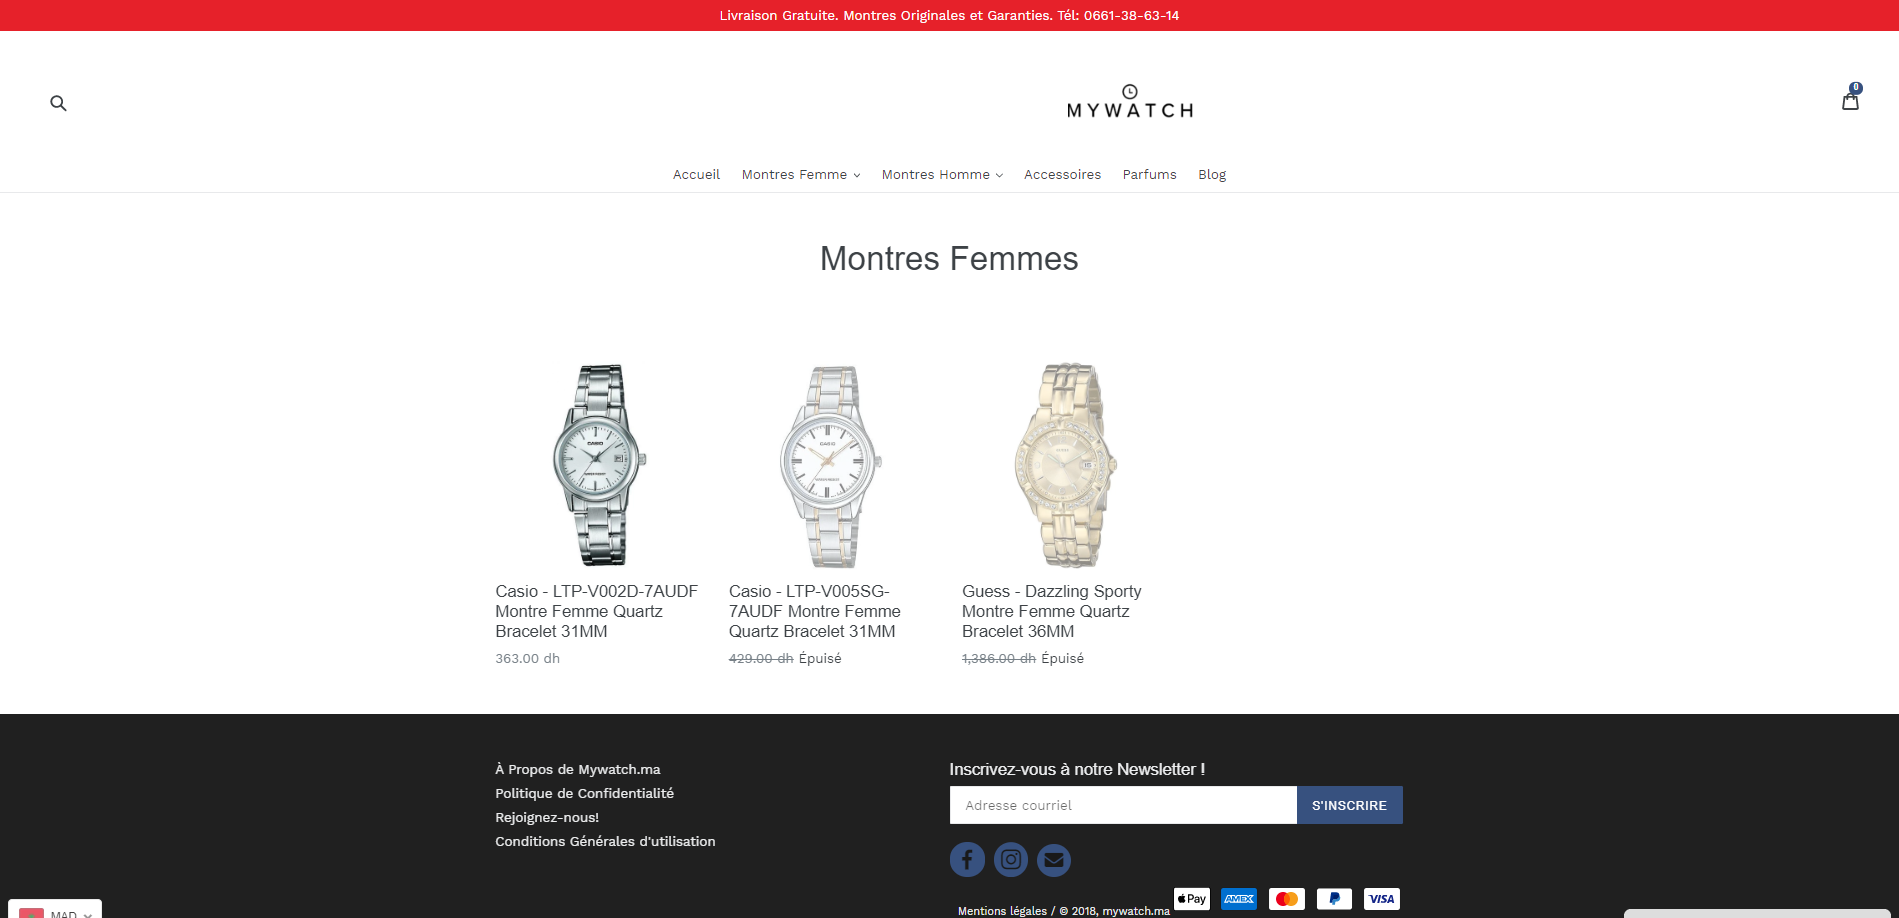 Livraison Gratuite. Montres Originales et Garanties. Tél: 0661-38-63-14
0
MYWATCH
Accueil Montres Femme Montres Homme Accessoires Parfums Blog
Montres Femmes
CASIO
CASIO
GUESS
Casio - LTP-V002D-7AUDF
Montre Femme Quartz
Bracelet 31MM
363.00 dh
Casio - LTP-V005SG-
7AUDF Montre Femme
Quartz Bracelet 31MM
429.00 dh Épuisé
Guess - Dazzling Sporty
Montre Femme Quartz
Bracelet 36MM
1,386.00 dh Épuisé
À Propos de Mywatch.ma
Politique de Confidentialité
Rejoignez-nous!
Conditions Générales d'utilisation
Inscrivez-vous à notre Newsletter !
Adresse courriel
S'INSCRIRE
Mentions légales / © 2018, mywatch.ma
Pay AMEX VISA
MAD